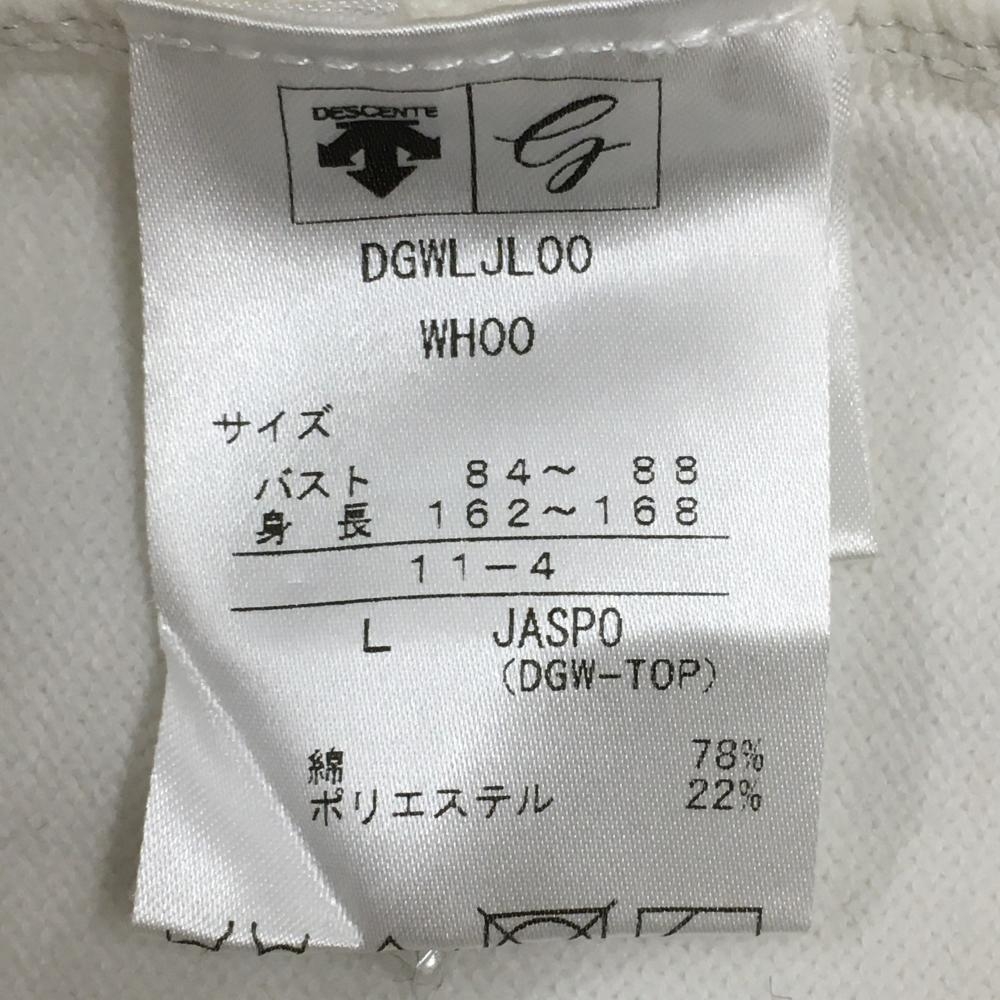 DESCENTE
G
DGWLJL00
WH00
サイズ
バスト 84～ 88
身 長 162～168
11－4
L JASPO
(DGW-TOP)
綿 78%
ポリエステル 22%